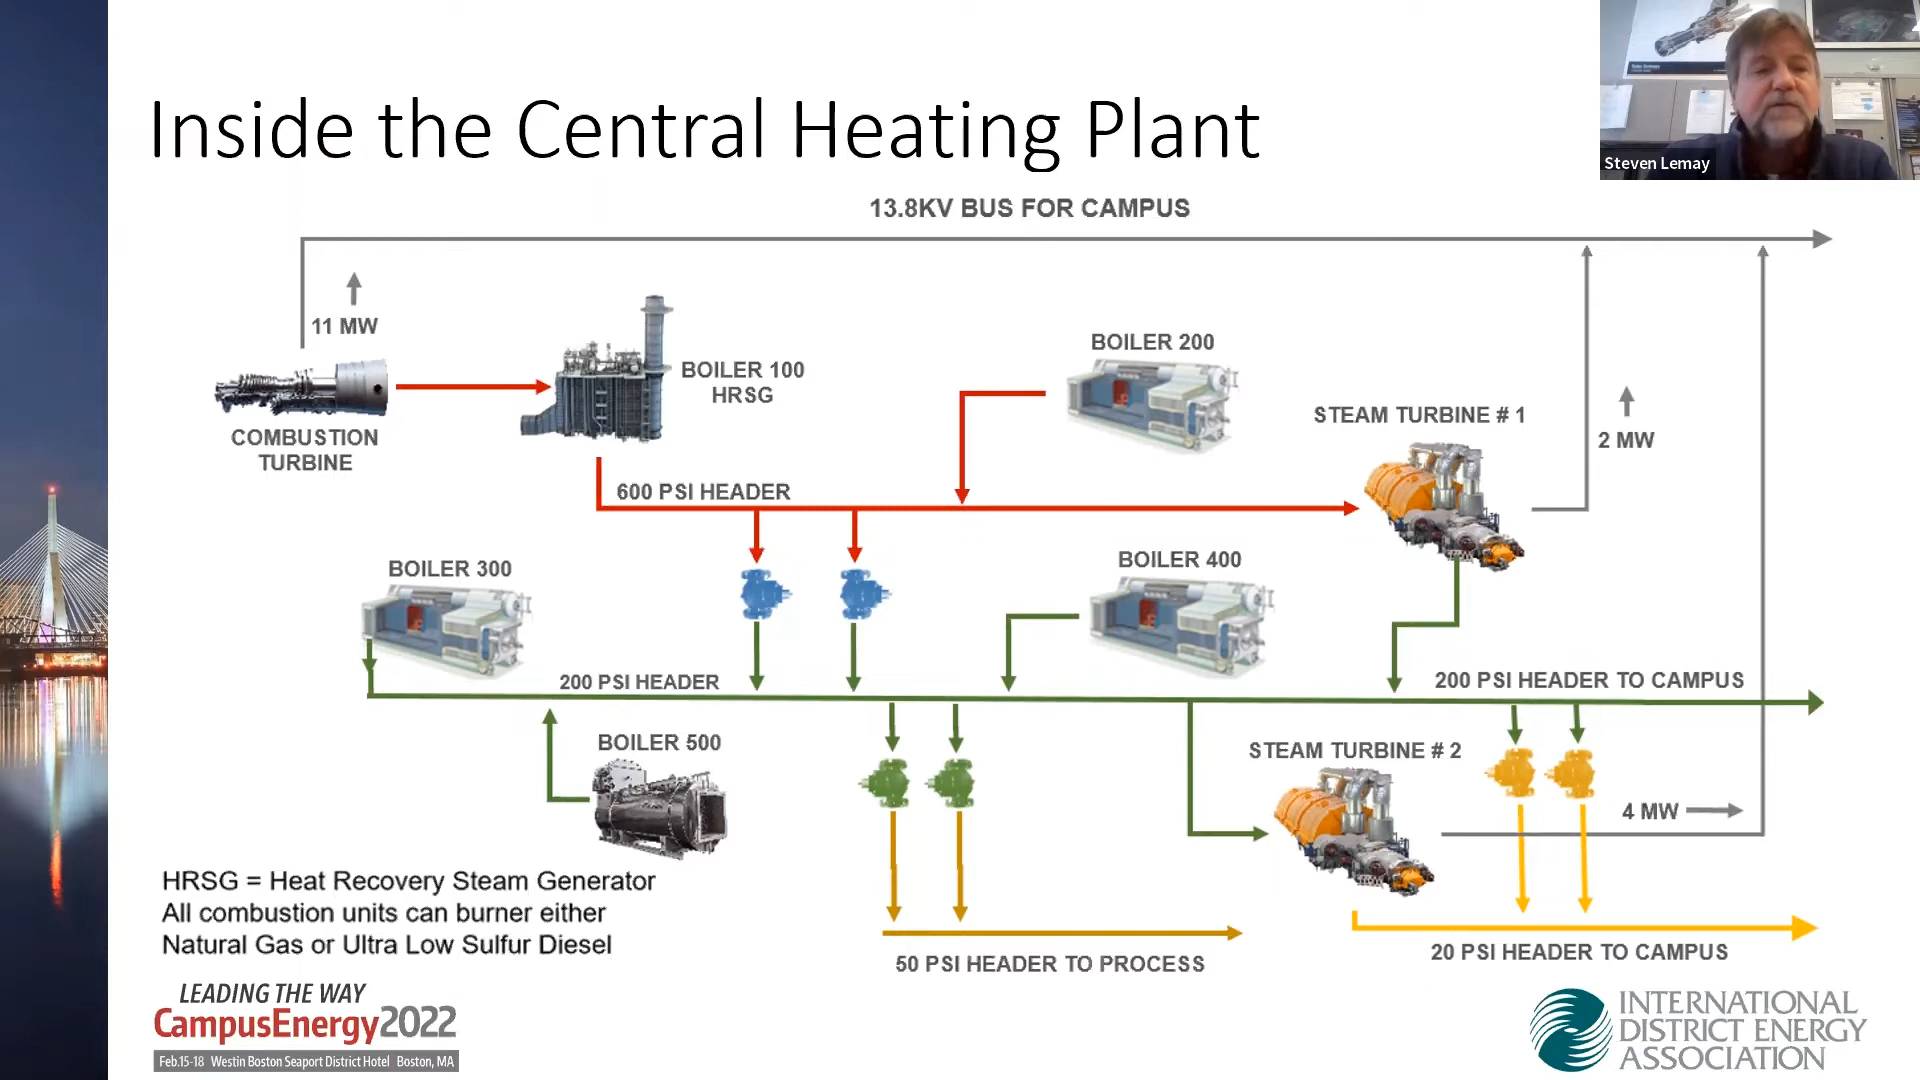 Inside the Central Heating Plant
Steven Lemay
13.8KV BUS FOR CAMPUS
11 MW
COMBUSTION
TURBINE
BOILER 100
HRSG
BOILER 200
STEAM TURBINE # 1
2 MW
600 PSI HEADER
BOILER 300
BOILER 400
200 PSI HEADER
200 PSI HEADER TO CAMPUS
BOILER 500
STEAM TURBINE # 2
4 MW
HRSG = Heat Recovery Steam Generator
All combustion units can burner either
Natural Gas or Ultra Low Sulfur Diesel
50 PSI HEADER TO PROCESS
20 PSI HEADER TO CAMPUS
LEADING THE WAY
CampusEnergy2022
Feb.15-18 Westin Boston Seaport District Hotel Boston, MA
INTERNATIONAL
DISTRICT ENERGY
ASSOCIATION